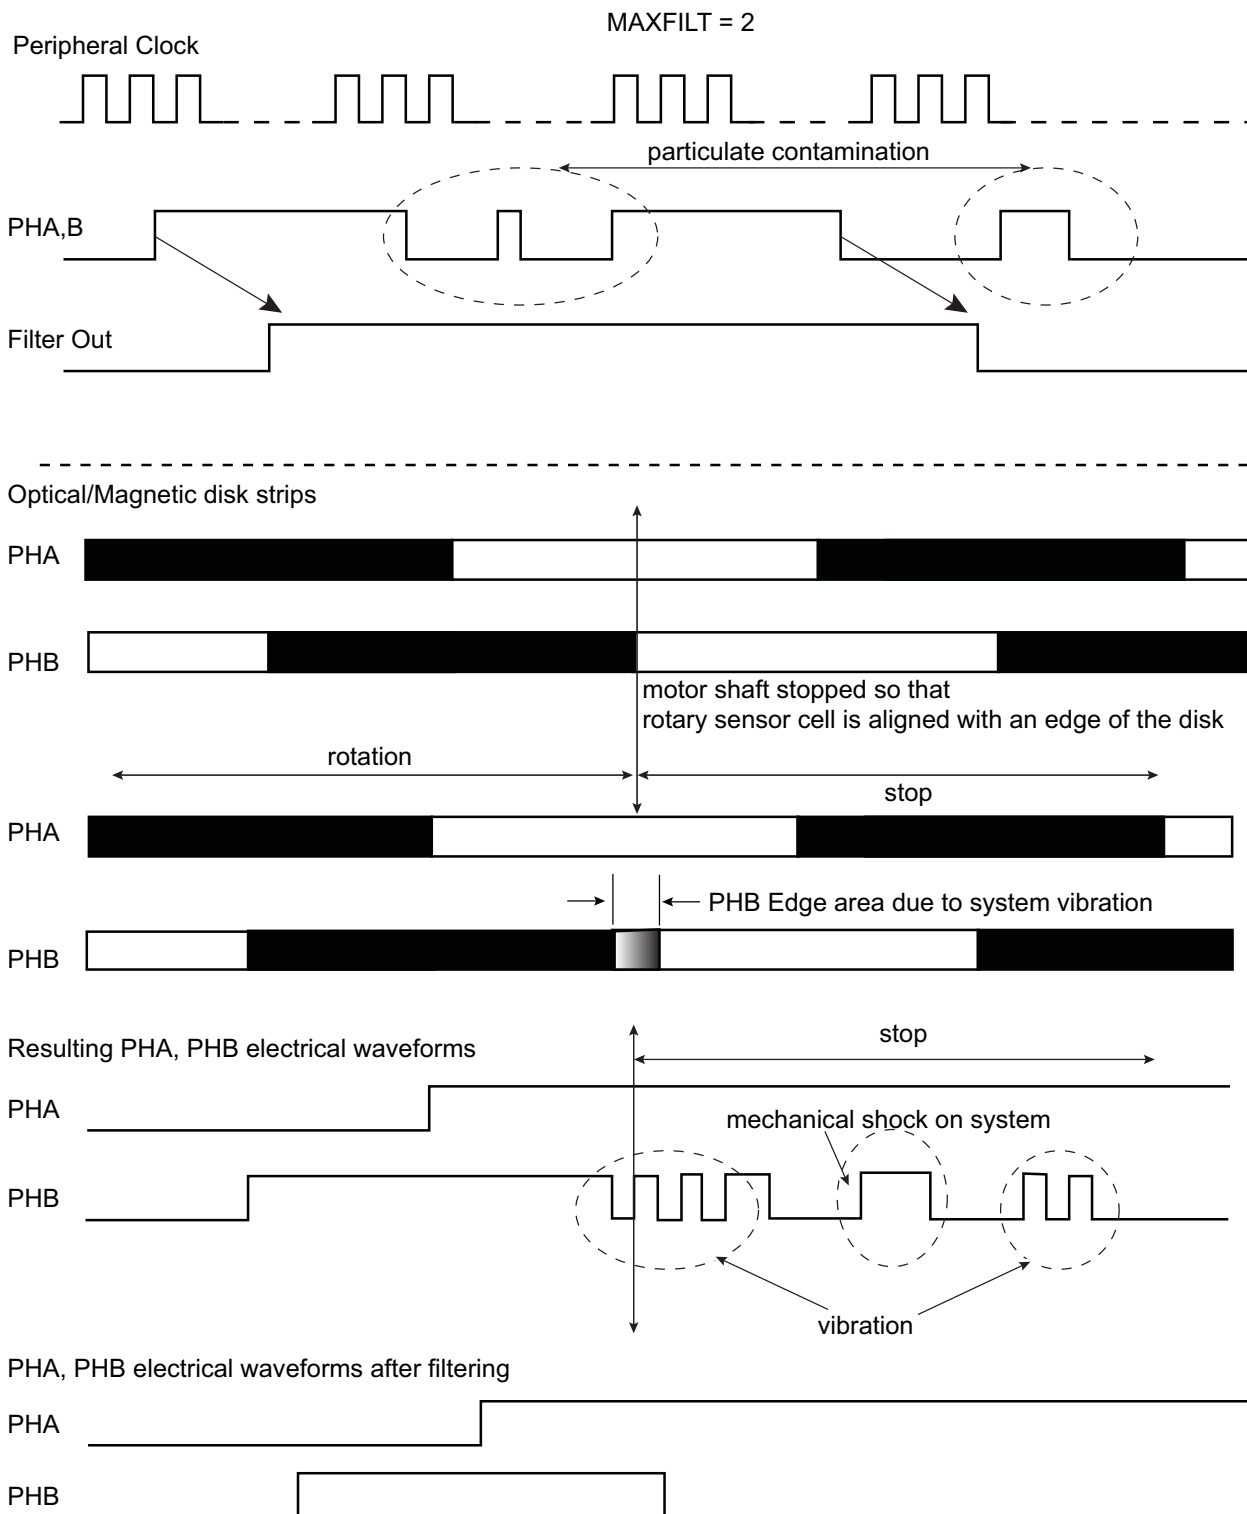 MAXFILT = 2
Peripheral Clock
particulate contamination
PHA,B
Filter Out
Optical/Magnetic disk strips
PHA
PHB
motor shaft stopped so that
rotary sensor cell is aligned with an edge of the disk
rotation
stop
PHA
PHB Edge area due to system vibration
PHB
stop
Resulting PHA, PHB electrical waveforms
PHA
mechanical shock on system
PHB
vibration
PHA, PHB electrical waveforms after filtering
PHA
PHB